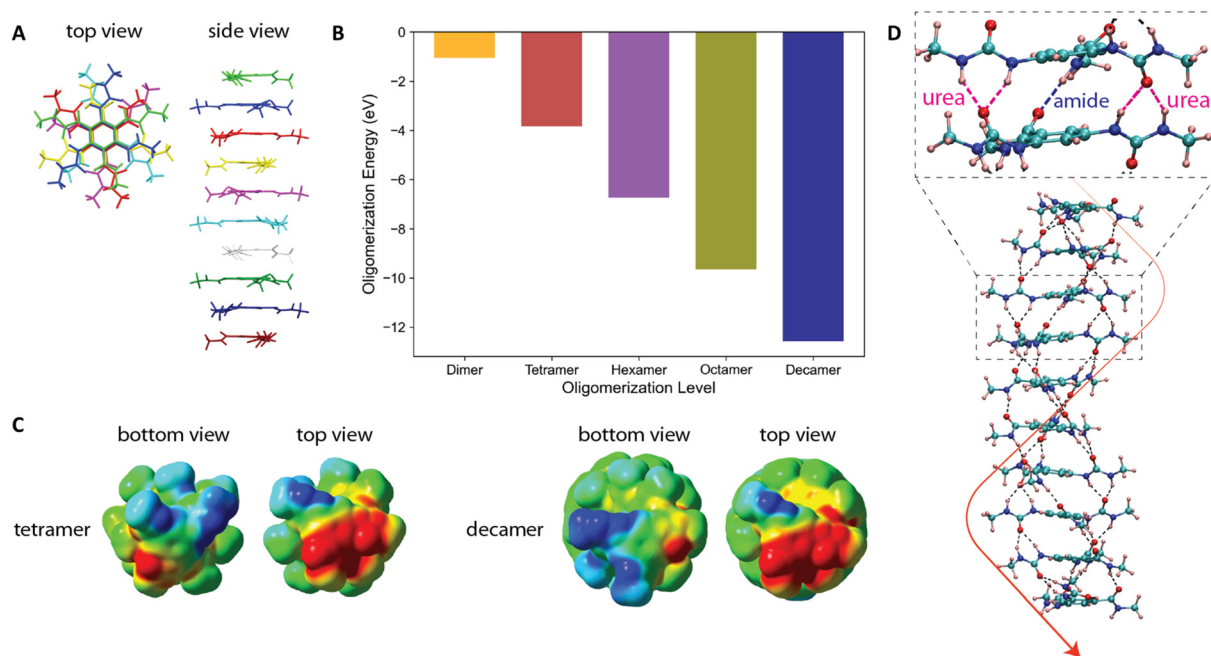 A
top view
side view
B
Oligomerization Energy (eV)
0
−2
−4
−6
−8
−10
−12
Dimer
Tetramer
Hexamer
Octamer
Decamer
Oligomerization Level
C
bottom view
top view
tetramer
bottom view
top view
decamer
D
urea
amide
urea